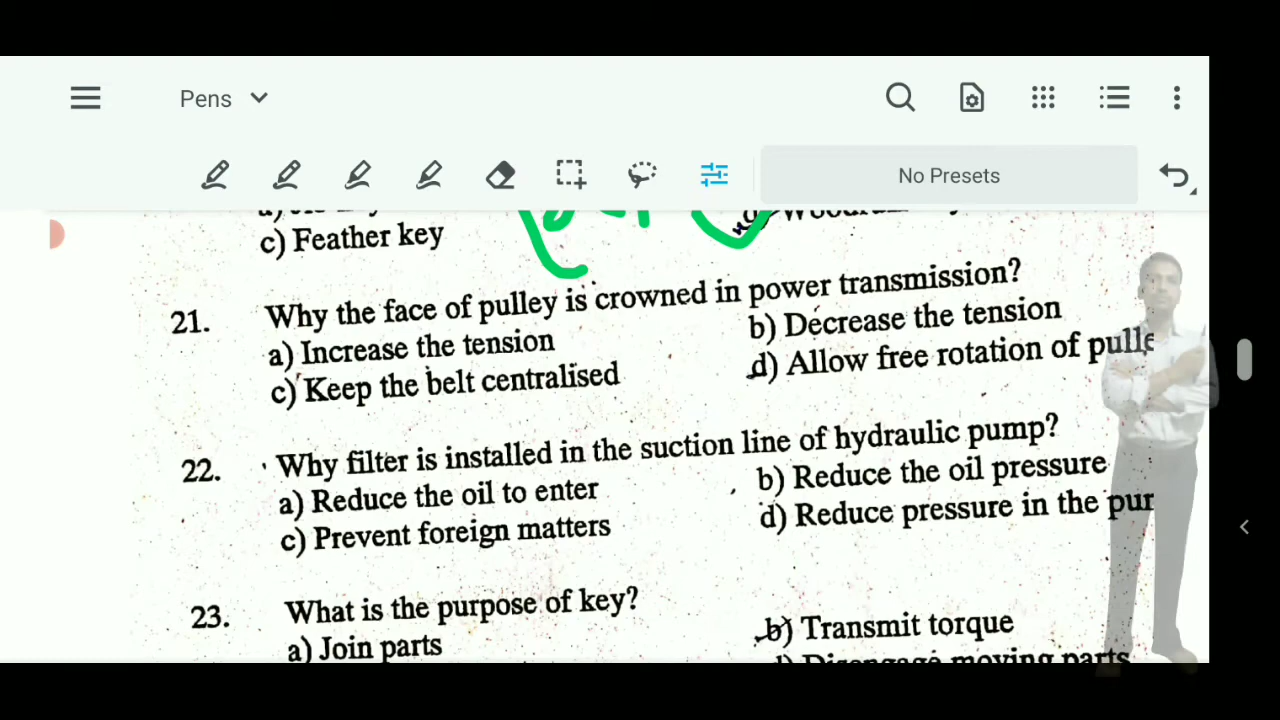 Pens
No Presets
c) Feather key
21. Why the face of pulley is crowned in power transmission?
a) Increase the tension
b) Decrease the tension
c) Keep the belt centralised
d) Allow free rotation of pulle
22. Why filter is installed in the suction line of hydraulic pump?
a) Reduce the oil to enter
b) Reduce the oil pressure
c) Prevent foreign matters
d) Reduce pressure in the pur
23. What is the purpose of key?
a) Join parts
b) Transmit torque
d) Disengage moving parts